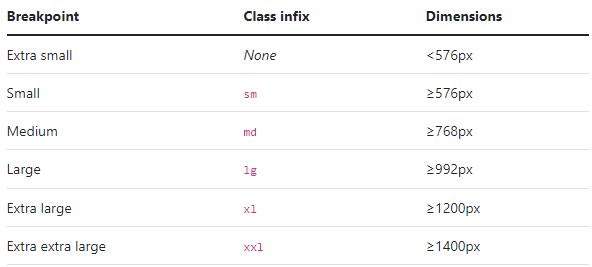 Breakpoint Class infix Dimensions
Extra small None <576px
Small sm ≥576px
Medium md ≥768px
Large lg ≥992px
Extra large xl ≥1200px
Extra extra large xxl ≥1400px